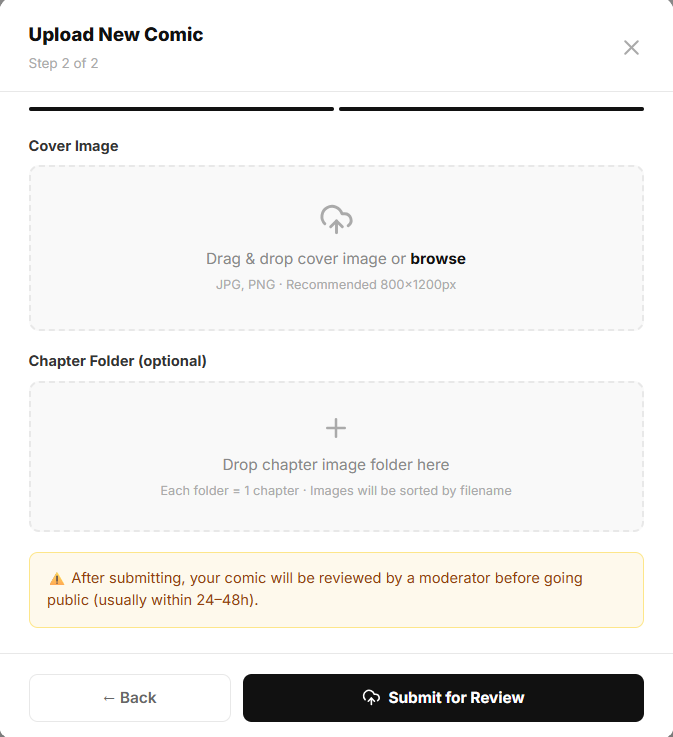 Upload New Comic
Step 2 of 2
Cover Image
Drag & drop cover image or browse
JPG, PNG · Recommended 800×1200px
Chapter Folder (optional)
Drop chapter image folder here
Each folder = 1 chapter · Images will be sorted by filename
⚠️ After submitting, your comic will be reviewed by a moderator before going
public (usually within 24–48h).
← Back
Submit for Review